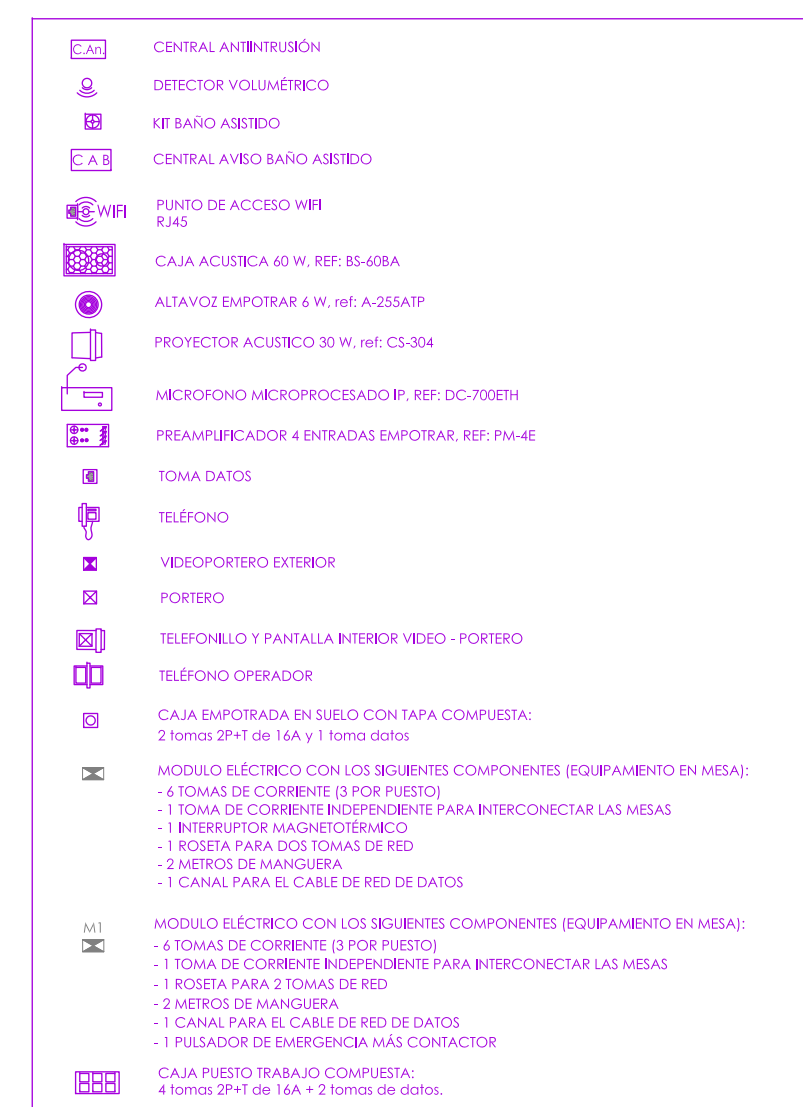 C.An. CENTRAL ANTIINTRUSIÓN
DETECTOR VOLUMÉTRICO
KIT BAÑO ASISTIDO
C A B CENTRAL AVISO BAÑO ASISTIDO
WIFI PUNTO DE ACCESO WIFI
RJ45
CAJA ACUSTICA 60 W, REF: BS-60BA
ALTAVOZ EMPOTRAR 6 W, ref: A-255ATP
PROYECTOR ACUSTICO 30 W, ref: CS-304
MICROFONO MICROPROCESADO IP, REF: DC-700ETH
PREAMPLIFICADOR 4 ENTRADAS EMPOTRAR, REF: PM-4E
TOMA DATOS
TELÉFONO
VIDEOPORTERO EXTERIOR
PORTERO
TELEFONILLO Y PANTALLA INTERIOR VIDEO - PORTERO
TELÉFONO OPERADOR
CAJA EMPOTRADA EN SUELO CON TAPA COMPUESTA:
2 tomas 2P+T de 16A y 1 toma datos
MODULO ELÉCTRICO CON LOS SIGUIENTES COMPONENTES (EQUIPAMIENTO EN MESA):
- 6 TOMAS DE CORRIENTE (3 POR PUESTO)
- 1 TOMA DE CORRIENTE INDEPENDIENTE PARA INTERCONECTAR LAS MESAS
- 1 INTERRUPTOR MAGNETOTÉRMICO
- 1 ROSETA PARA DOS TOMAS DE RED
- 2 METROS DE MANGUERA
- 1 CANAL PARA EL CABLE DE RED DE DATOS
M1 MODULO ELÉCTRICO CON LOS SIGUIENTES COMPONENTES (EQUIPAMIENTO EN MESA):
- 6 TOMAS DE CORRIENTE (3 POR PUESTO)
- 1 TOMA DE CORRIENTE INDEPENDIENTE PARA INTERCONECTAR LAS MESAS
- 1 ROSETA PARA 2 TOMAS DE RED
- 2 METROS DE MANGUERA
- 1 CANAL PARA EL CABLE DE RED DE DATOS
- 1 PULSADOR DE EMERGENCIA MÁS CONTACTOR
CAJA PUESTO TRABAJO COMPUESTA:
4 tomas 2P+T de 16A + 2 tomas de datos.